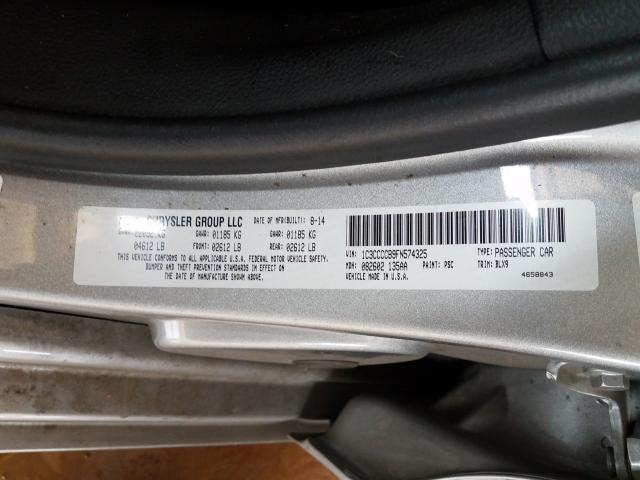 CHRYSLER GROUP LLC DATE OF MFR(BUILT): 8-14
GAWR: 01185 KG GAWR: 01185 KG
04612 LB FRONT: 02612 LB REAR: 02612 LB
THIS VEHICLE CONFORMS TO ALL APPLICABLE U.S.A. FEDERAL MOTOR VEHICLE SAFETY,
BUMPER AND THEFT PREVENTION STANDARDS IN EFFECT ON
THE DATE OF MANUFACTURE SHOWN ABOVE.
VIN: 1C3CCCCB9FN574325 TYPE: PASSENGER CAR
MDH: 082602 135AA PAINT: PSC TRIM: BLX9
VEHICLE MADE IN U.S.A. 4658843